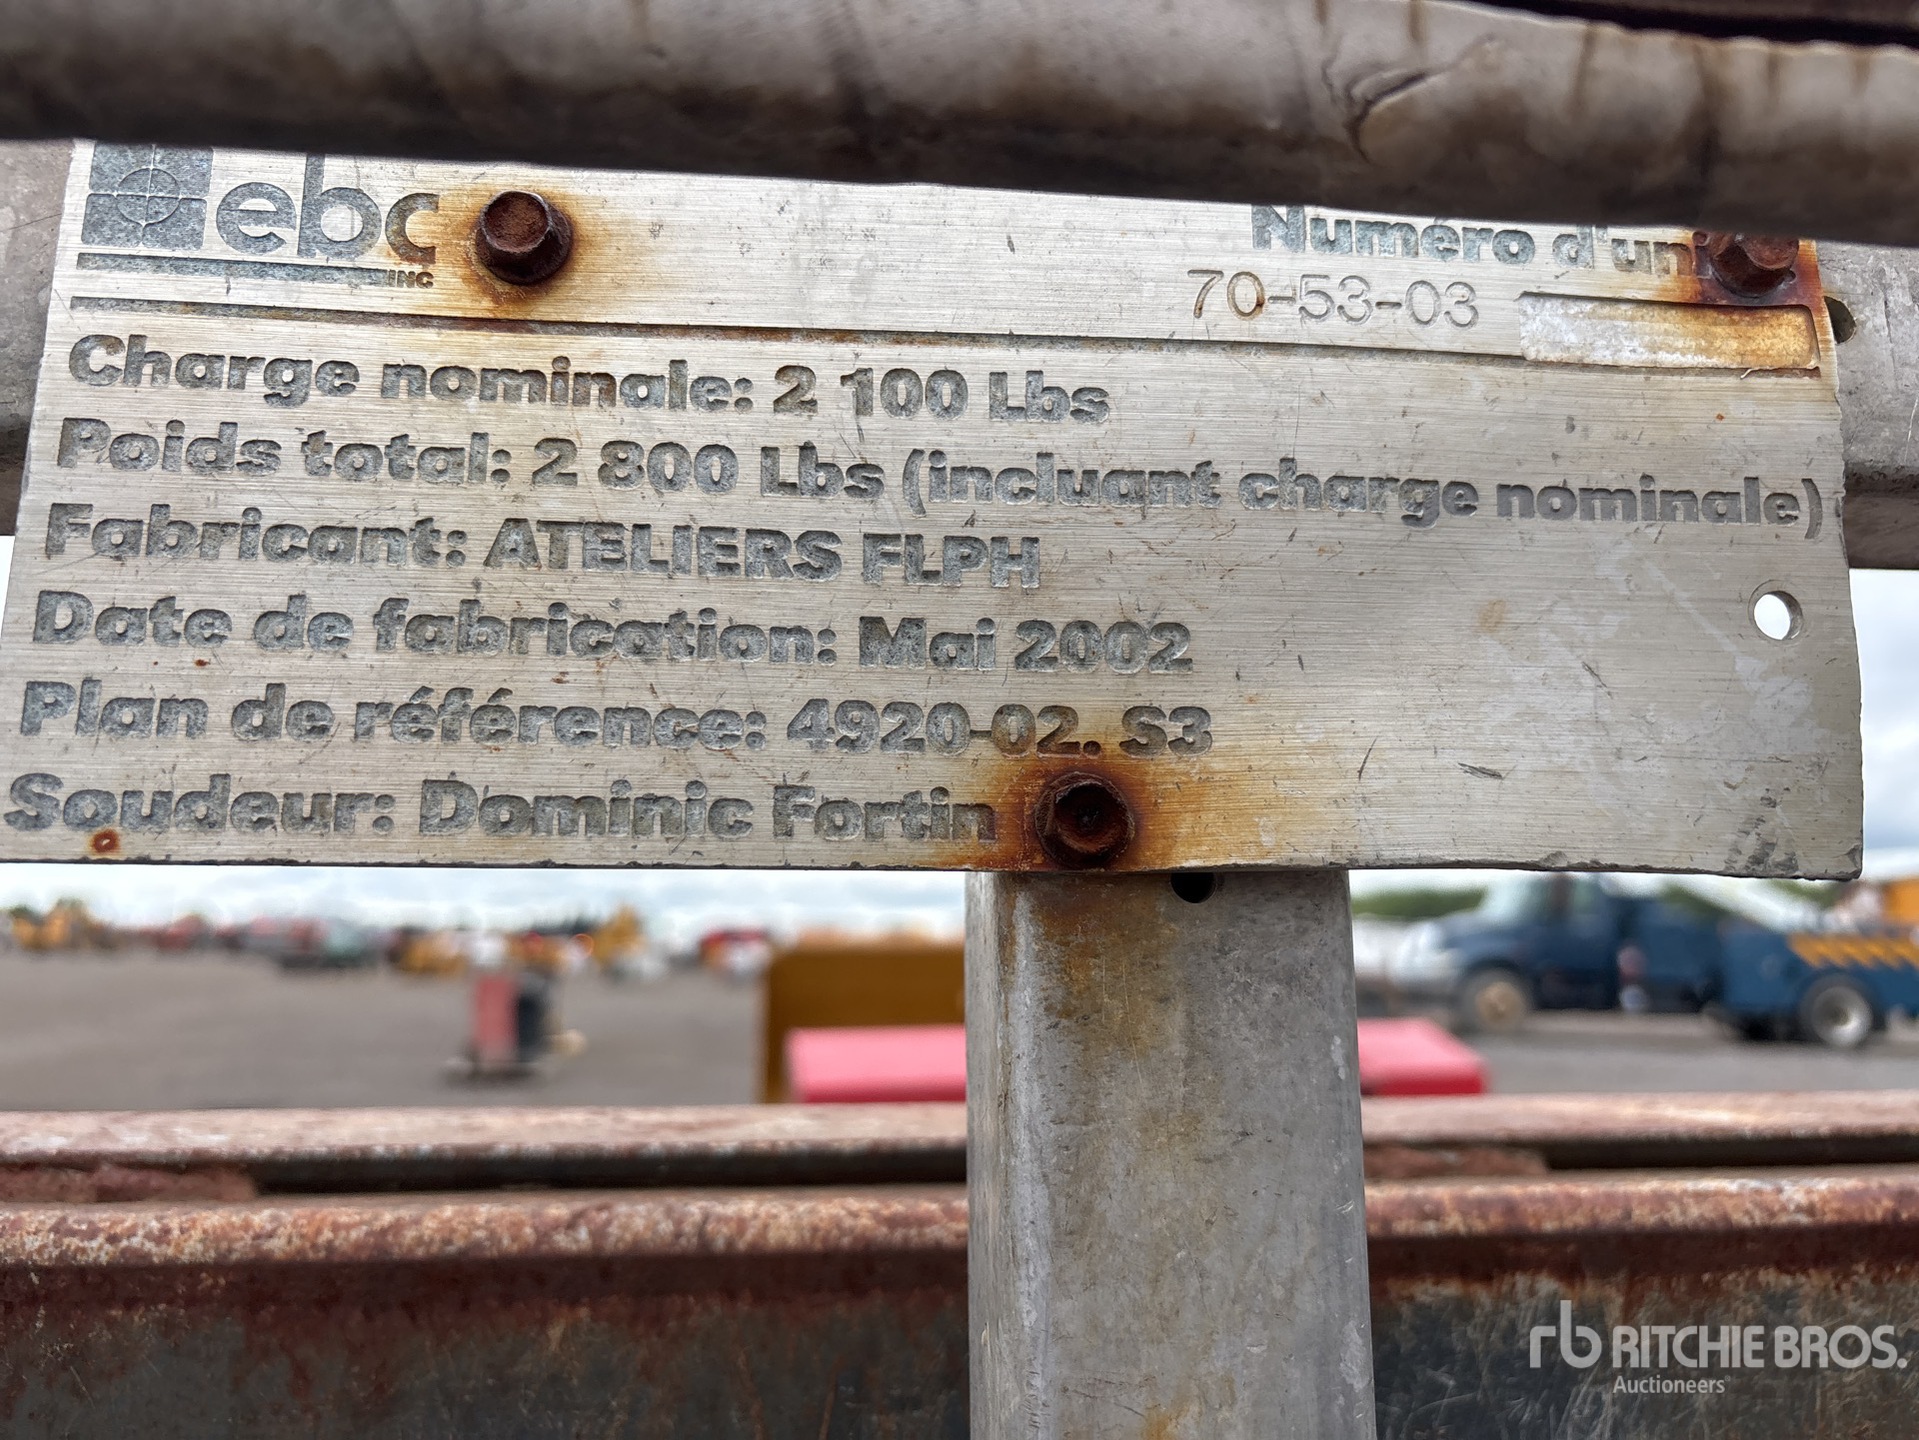 ebc
INC
Numéro d'uni
70-53-03
Charge nominale: 2 100 Lbs
Poids total: 2 800 Lbs (incluant charge nominale)
Fabricant: ATELIERS FLPH
Date de fabrication: Mai 2002
Plan de référence: 4920-02. S3
Soudeur: Dominic Fortin
rb RITCHIE BROS.
Auctioneers